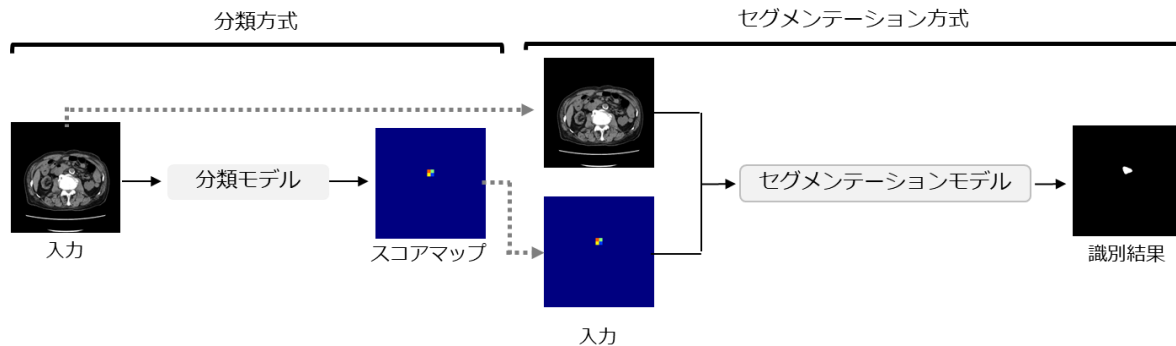 分類方式
セグメンテーション方式
分類モデル
セグメンテーションモデル
入力
スコアマップ
識別結果
入力